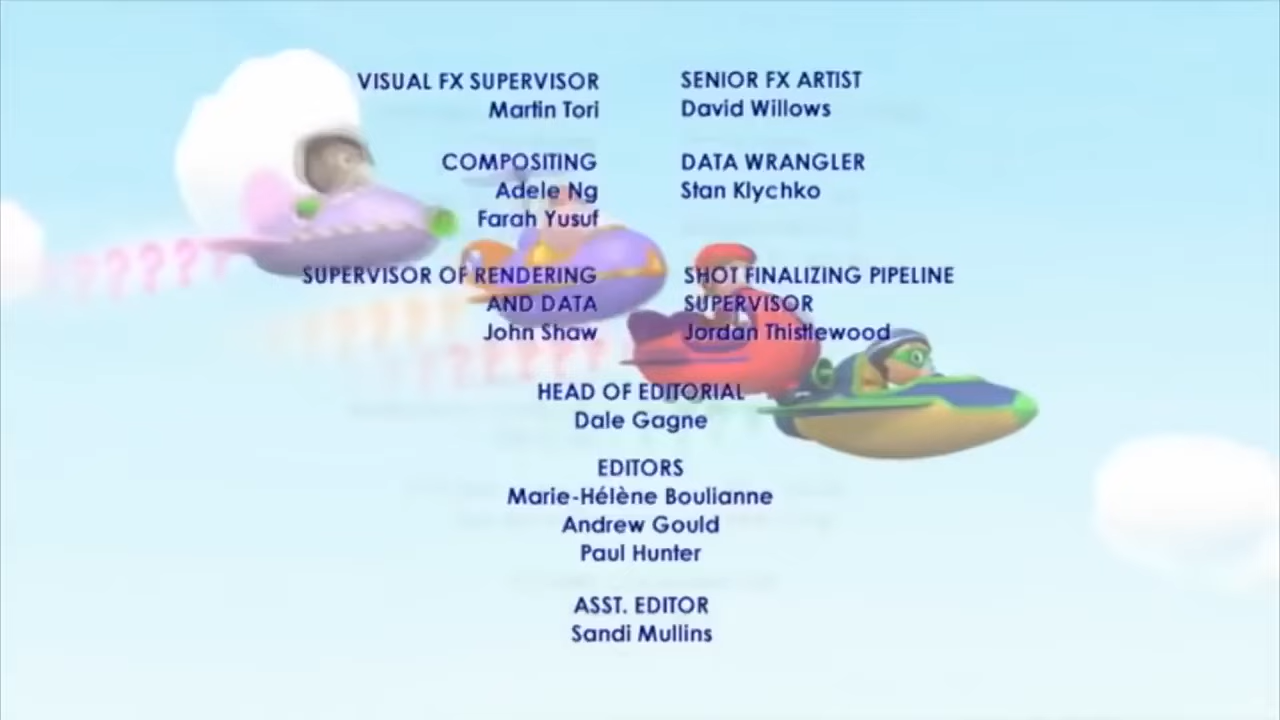 VISUAL FX SUPERVISOR
Martin Tori
SENIOR FX ARTIST
David Willows
COMPOSITING
Adele Ng
Farah Yusuf
DATA WRANGLER
Stan Klychko
SUPERVISOR OF RENDERING
AND DATA
John Shaw
SHOT FINALIZING PIPELINE
SUPERVISOR
Jordan Thistlewood
HEAD OF EDITORIAL
Dale Gagne
EDITORS
Marie-Hélène Boulianne
Andrew Gould
Paul Hunter
ASST. EDITOR
Sandi Mullins